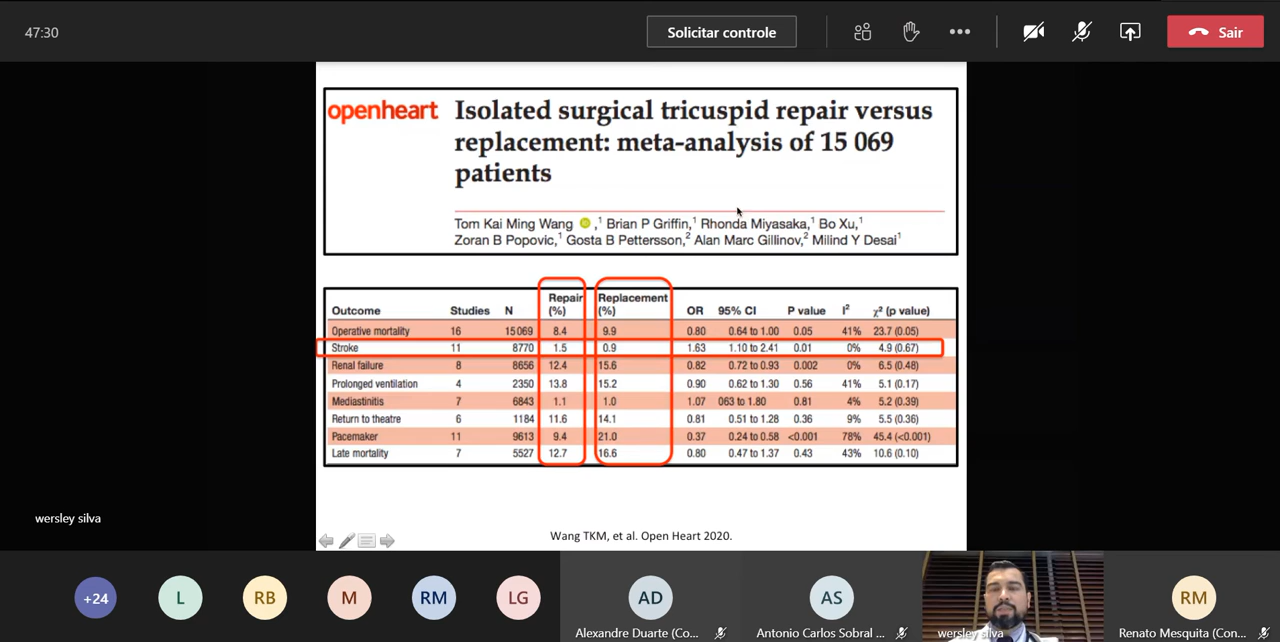 47:30
Solicitar controle
Sair
openheart
Isolated surgical tricuspid repair versus
replacement: meta-analysis of 15 069
patients
Tom Kai Ming Wang ,1 Brian P Griffin,1 Rhonda Miyasaka,1 Bo Xu,1
Zoran B Popovic,1 Gosta B Pettersson,2 Alan Marc Gillinov,2 Milind Y Desai1
Outcome Studies N Repair (%) Replacement (%) OR 95% CI P value I2 χ2 (p value)
Operative mortality 16 15 069 8.4 9.9 0.80 0.64 to 1.00 0.05 41% 23.7 (0.05)
Stroke 11 8770 1.5 0.9 1.63 1.10 to 2.41 0.01 0% 4.9 (0.67)
Renal failure 8 8656 12.4 15.6 0.82 0.72 to 0.93 0.002 0% 6.5 (0.48)
Prolonged ventilation 4 2350 13.8 15.2 0.90 0.62 to 1.30 0.56 41% 5.1 (0.17)
Mediastinitis 7 6843 1.1 1.0 1.07 063 to 1.80 0.81 4% 5.2 (0.39)
Return to theatre 6 1184 11.6 14.1 0.81 0.51 to 1.28 0.36 9% 5.5 (0.36)
Pacemaker 11 9613 9.4 21.0 0.37 0.24 to 0.58 <0.001 78% 45.4 (<0.001)
Late mortality 7 5527 12.7 16.6 0.80 0.47 to 1.37 0.43 43% 10.6 (0.10)
wersley silva
Wang TKM, et al. Open Heart 2020.
+24 L RB M RM LG AD AS RM
Alexandre Duarte (Co... Antonio Carlos Sobral ... wersley silva Renato Mesquita (Con...